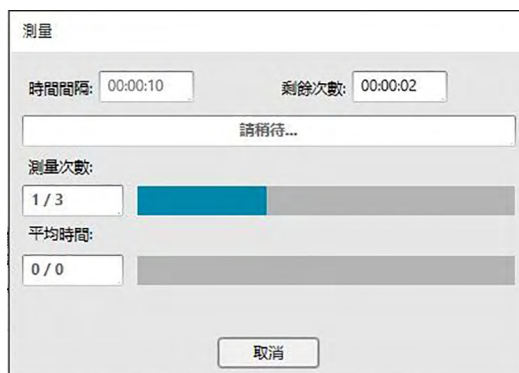 測量
時間間隔: 00:00:10 剩餘次數: 00:00:02
請稍待...
測量次數:
1 / 3
平均時間:
0 / 0
取消